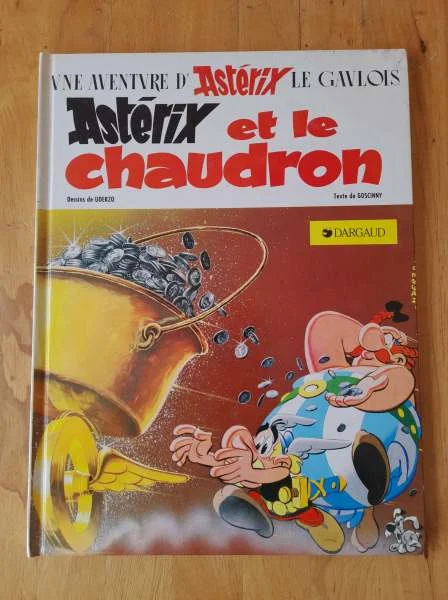 VNE AVENTVRE D'Astérix LE GAVLOIS
Astérix et le
chaudron
Dessins de UDERZO
Texte de GOSCINNY
DARGAUD